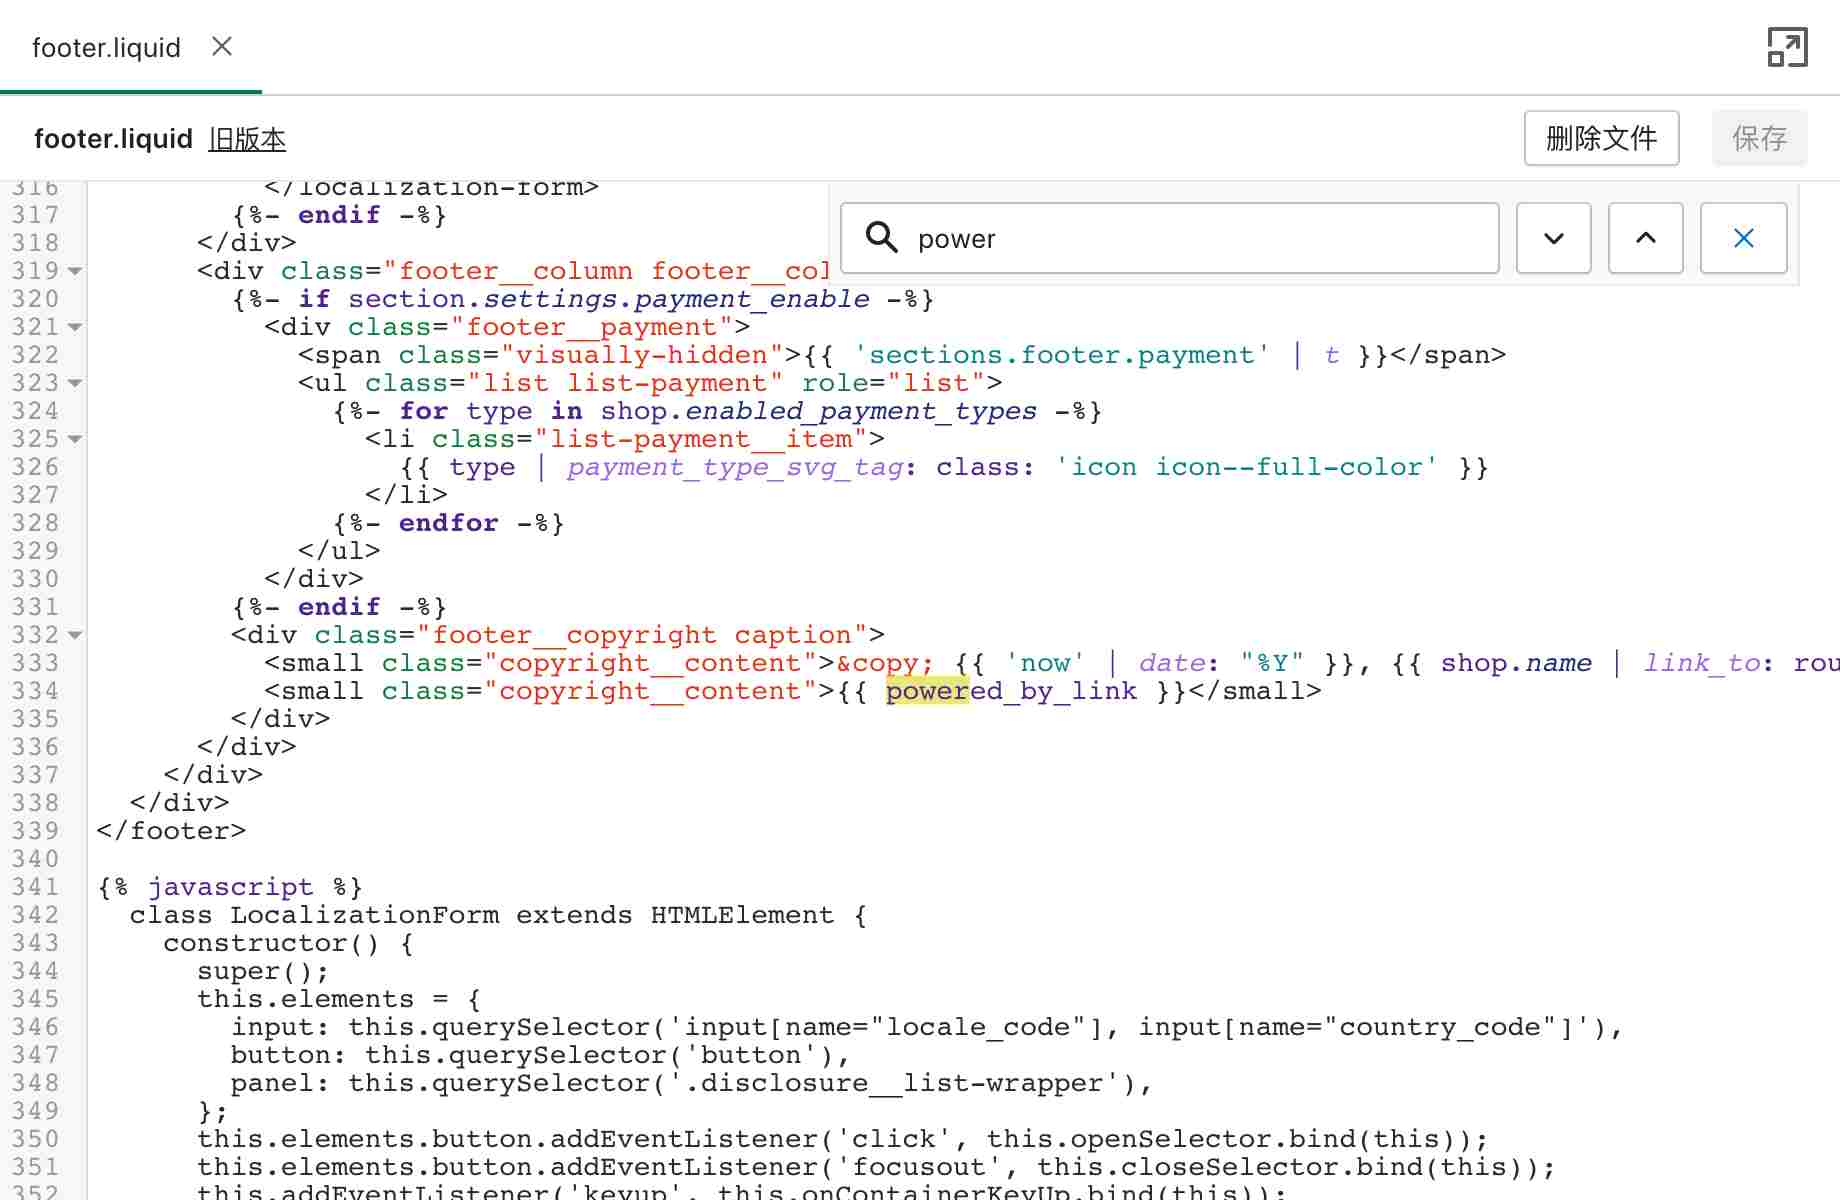 footer.liquid
footer.liquid 旧版本 删除文件 保存
power
316 </localization-form>
317 {%- endif -%}
318 </div>
319 <div class="footer__column footer__col
320 {%- if section.settings.payment_enable -%}
321 <div class="footer__payment">
322 <span class="visually-hidden">{{ 'sections.footer.payment' | t }}</span>
323 <ul class="list list-payment" role="list">
324 {%- for type in shop.enabled_payment_types -%}
325 <li class="list-payment__item">
326 {{ type | payment_type_svg_tag: class: 'icon icon--full-color' }}
327 </li>
328 {%- endfor -%}
329 </ul>
330 </div>
331 {%- endif -%}
332 <div class="footer__copyright caption">
333 <small class="copyright__content">&copy; {{ 'now' | date: "%Y" }}, {{ shop.name | link_to: rou
334 <small class="copyright__content">{{ powered_by_link }}</small>
335 </div>
336 </div>
337 </div>
338 </div>
339 </footer>
340
341 {% javascript %}
342 class LocalizationForm extends HTMLElement {
343 constructor() {
344 super();
345 this.elements = {
346 input: this.querySelector('input[name="locale_code"], input[name="country_code"]'),
347 button: this.querySelector('button'),
348 panel: this.querySelector('.disclosure__list-wrapper'),
349 };
350 this.elements.button.addEventListener('click', this.openSelector.bind(this));
351 this.elements.button.addEventListener('focusout', this.closeSelector.bind(this));
352 this.addEventListener('keyup', this.onContainerKeyUp.bind(this));